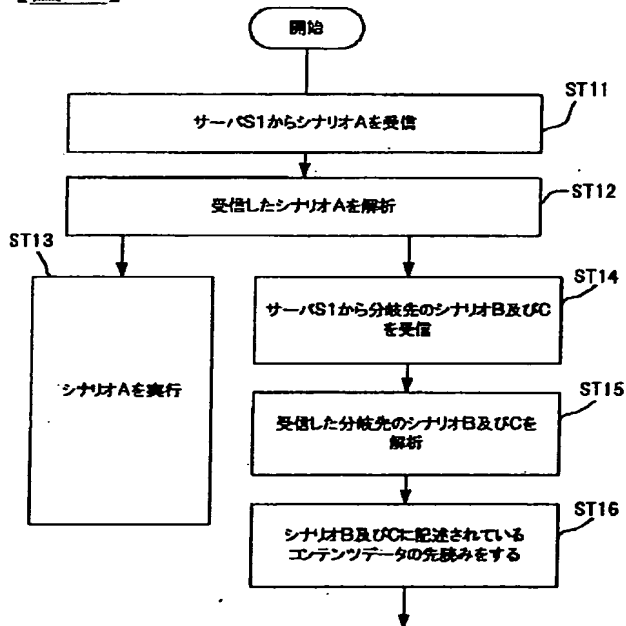 開始
ST11
サーバS1からシナリオAを受信
ST12
受信したシナリオAを解析
ST13
シナリオAを実行
ST14
サーバS1から分岐先のシナリオB及びC
を受信
ST15
受信した分岐先のシナリオB及びCを
解析
ST16
シナリオB及びCに記述されている
コンテンツデータの先読みをする